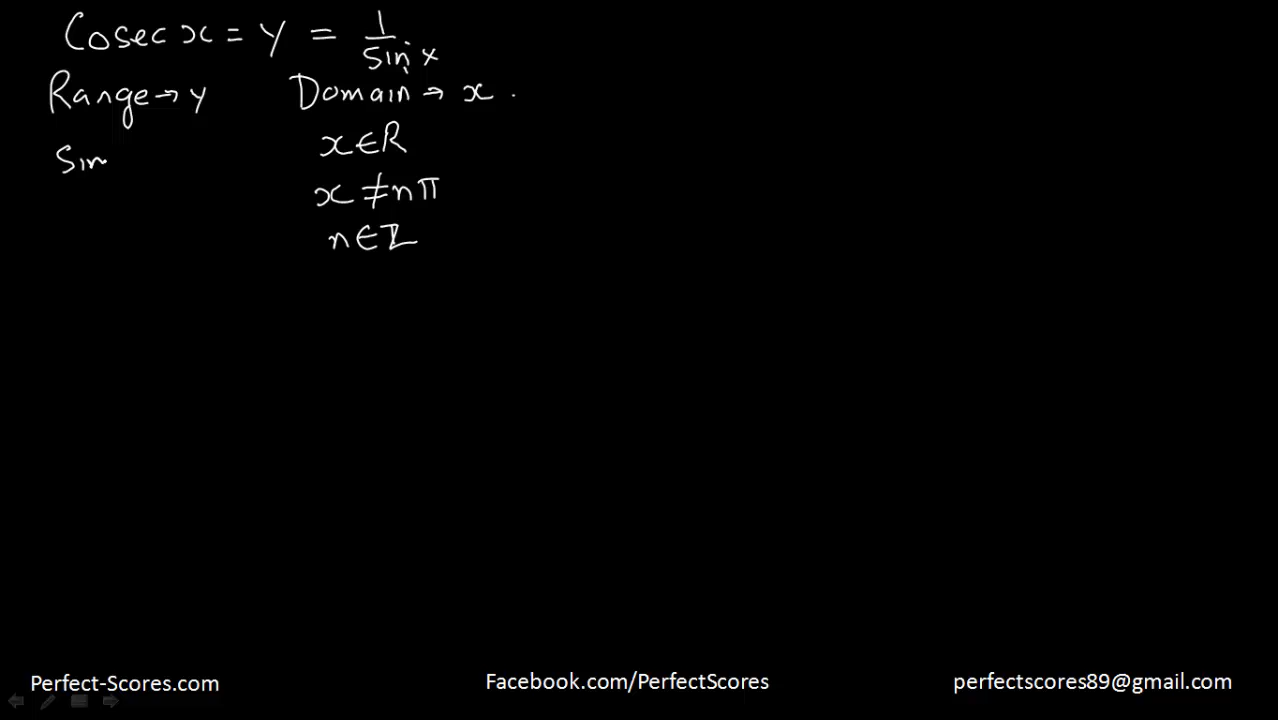 Cosec x = y = 1/Sin x
Range → y Domain → x .
Sin
x ∈ R
x ≠ nπ
n ∈ Z
Perfect-Scores.com
Facebook.com/PerfectScores
perfectscores89@gmail.com